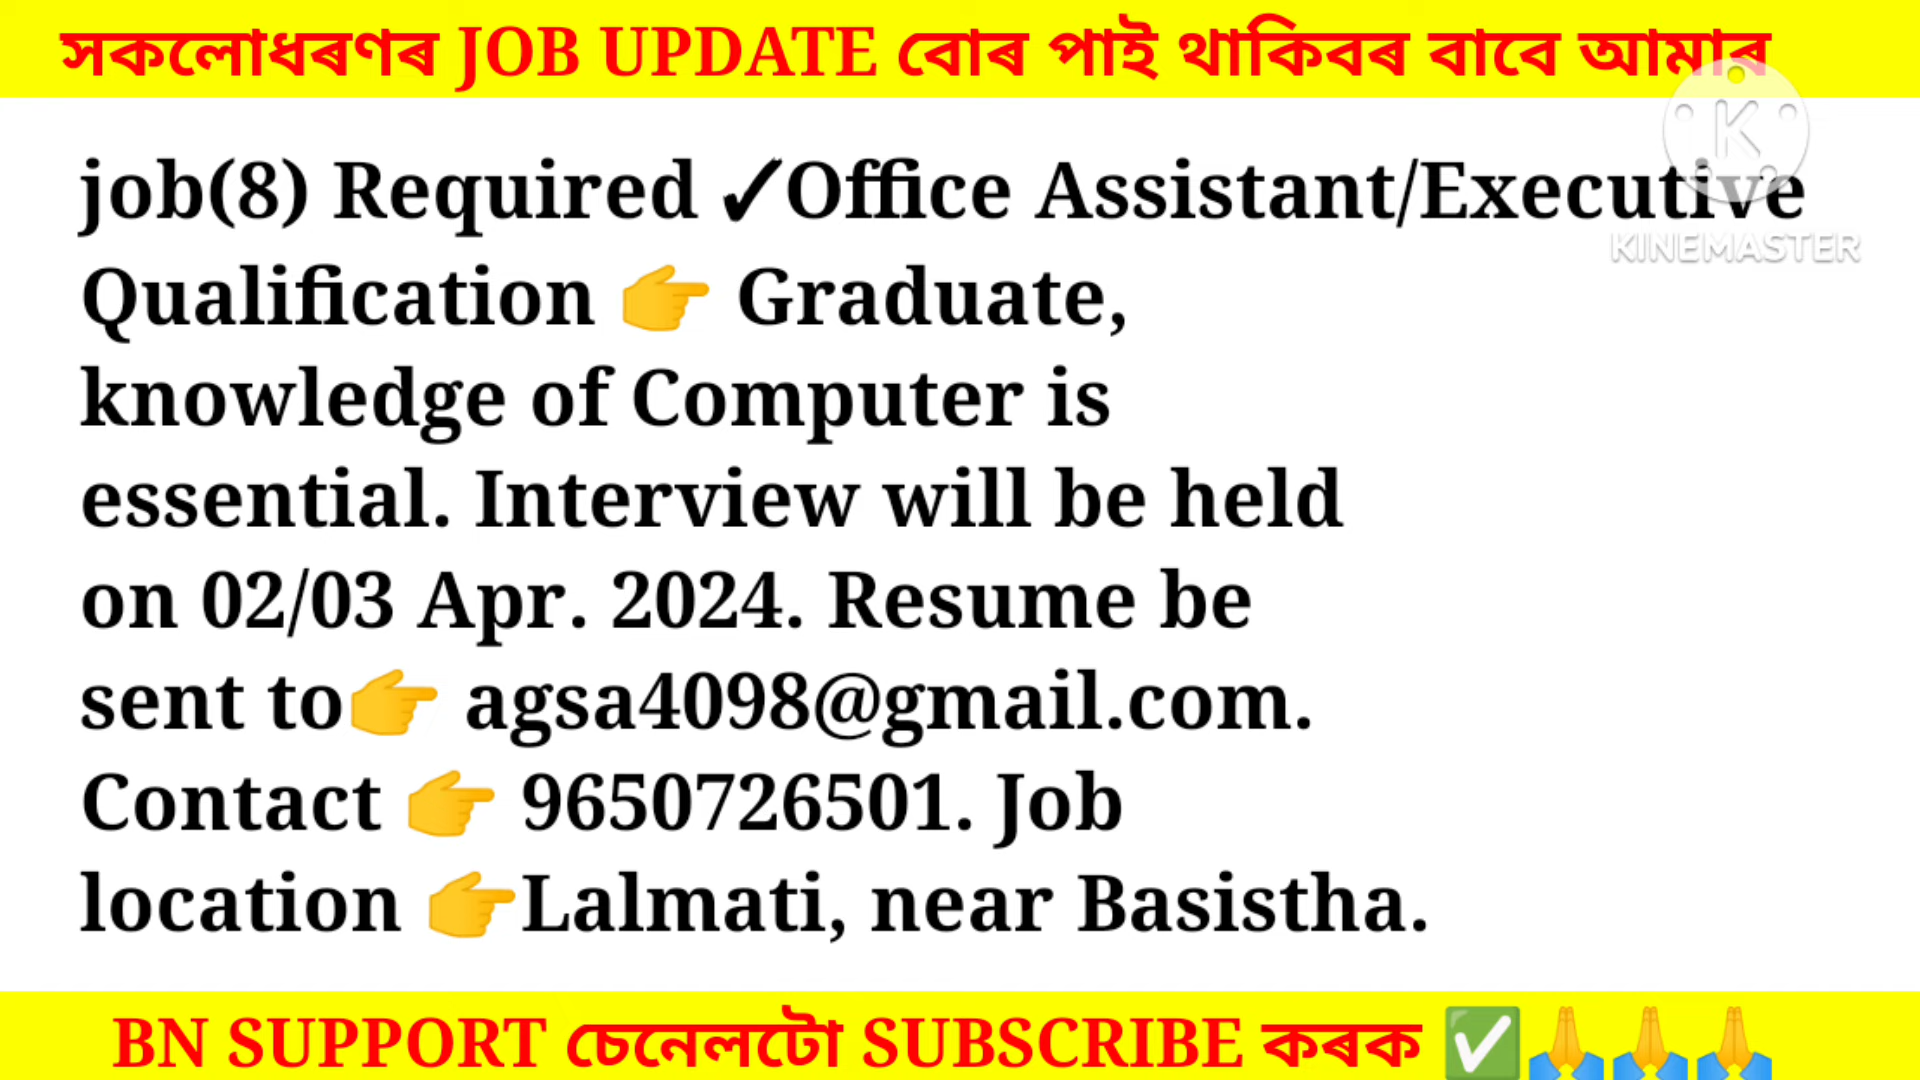 সকলোধৰণৰ JOB UPDATE বোৰ পাই থাকিবৰ বাবে আমাৰ
job(8) Required ✓Office Assistant/Executive
KINEMASTER
Qualification 👉 Graduate,
knowledge of Computer is
essential. Interview will be held
on 02/03 Apr. 2024. Resume be
sent to👉 agsa4098@gmail.com.
Contact 👉 9650726501. Job
location 👉Lalmati, near Basistha.
BN SUPPORT চেনেলটো SUBSCRIBE কৰক ✅🙏🙏🙏